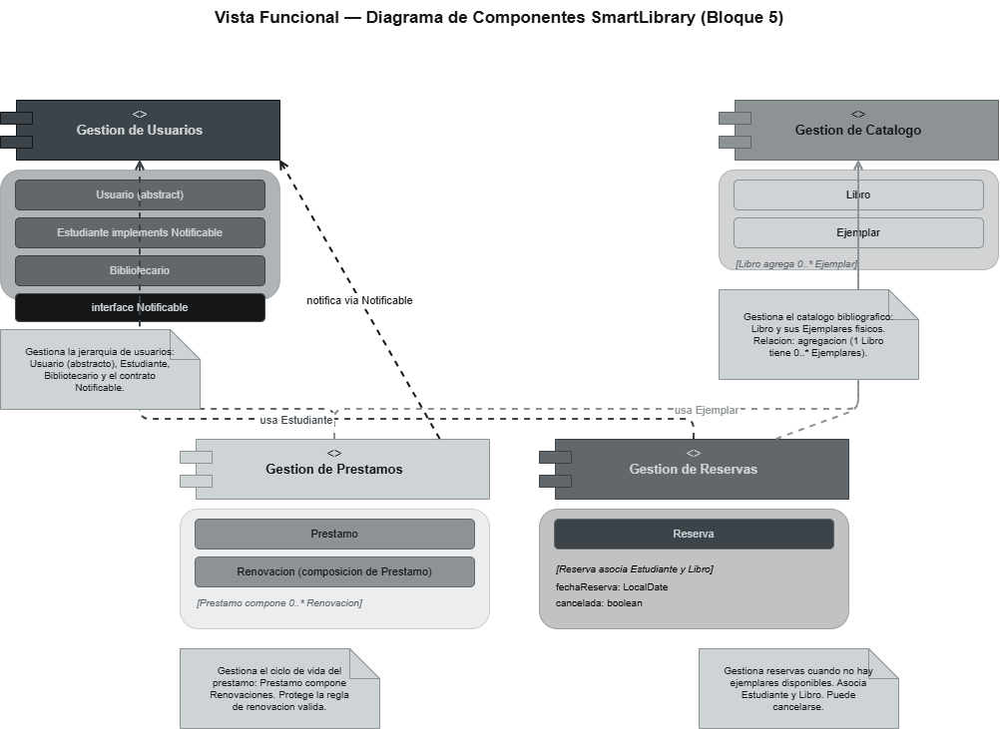 Vista Funcional — Diagrama de Componentes SmartLibrary (Bloque 5)
<>
Gestion de Usuarios
Usuario (abstract)
Estudiante implements Notificable
Bibliotecario
interface Notificable
Gestiona la jerarquia de usuarios:
Usuario (abstracto), Estudiante,
Bibliotecario y el contrato
Notificable.
<>
Gestion de Catalogo
Libro
Ejemplar
[Libro agrega 0..* Ejemplar]
Gestiona el catalogo bibliografico:
Libro y sus Ejemplares fisicos.
Relacion: agregacion (1 Libro
tiene 0..* Ejemplares).
notifica via Notificable
usa Estudiante
usa Ejemplar
<>
Gestion de Prestamos
Prestamo
Renovacion (composicion de Prestamo)
[Prestamo compone 0..* Renovacion]
Gestiona el ciclo de vida del
prestamo: Prestamo compone
Renovaciones. Protege la regla
de renovacion valida.
<>
Gestion de Reservas
Reserva
[Reserva asocia Estudiante y Libro]
fechaReserva: LocalDate
cancelada: boolean
Gestiona reservas cuando no hay
ejemplares disponibles. Asocia
Estudiante y Libro. Puede
cancelarse.